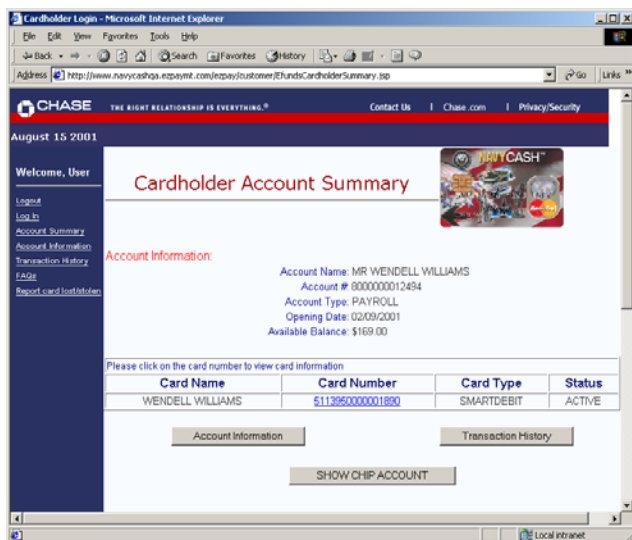 Cardholder Login - Microsoft Internet Explorer
File Edit View Favorites Tools Help
Back Search Favorites History
Address http://www.navycashqa.ezpaymt.com/ezpay/customer/EfundsCardholderSummary.jsp Go Links »
CHASE THE RIGHT RELATIONSHIP IS EVERYTHING.® Contact Us I Chase.com I Privacy/Security
August 15 2001
Welcome, User
Logout
Log In
Account Summary
Account Information
Transaction History
FAQs
Report card lost/stolen
Cardholder Account Summary
NAVYCASH™
MasterCard
Account Information:
Account Name: MR WENDELL WILLIAMS
Account # 8000000012494
Account Type: PAYROLL
Opening Date: 02/09/2001
Available Balance: $169.00
Please click on the card number to view card information
Card Name Card Number Card Type Status
WENDELL WILLIAMS 5113950000001890 SMARTDEBIT ACTIVE
Account Information Transaction History
SHOW CHIP ACCOUNT
Local intranet